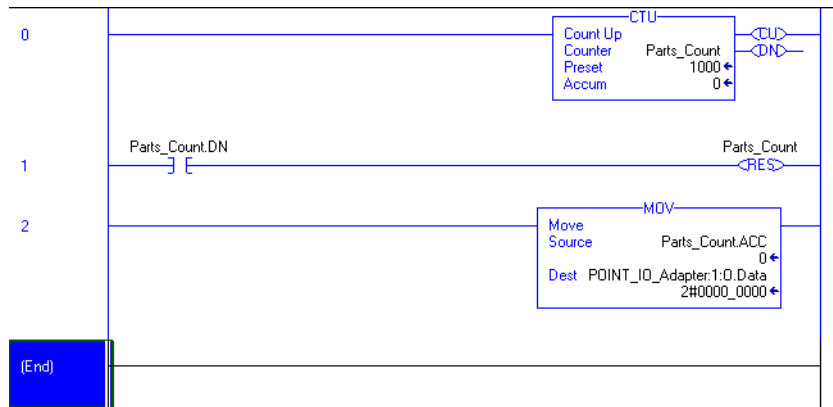 CTU
0
Count Up
CU
Counter Parts_Count
DN
Preset 1000
Accum 0
Parts_Count.DN
Parts_Count
1
RES
MOV
2
Move
Source Parts_Count.ACC
0
Dest POINT_IO_Adapter:1:O.Data
2#0000_0000
(End)